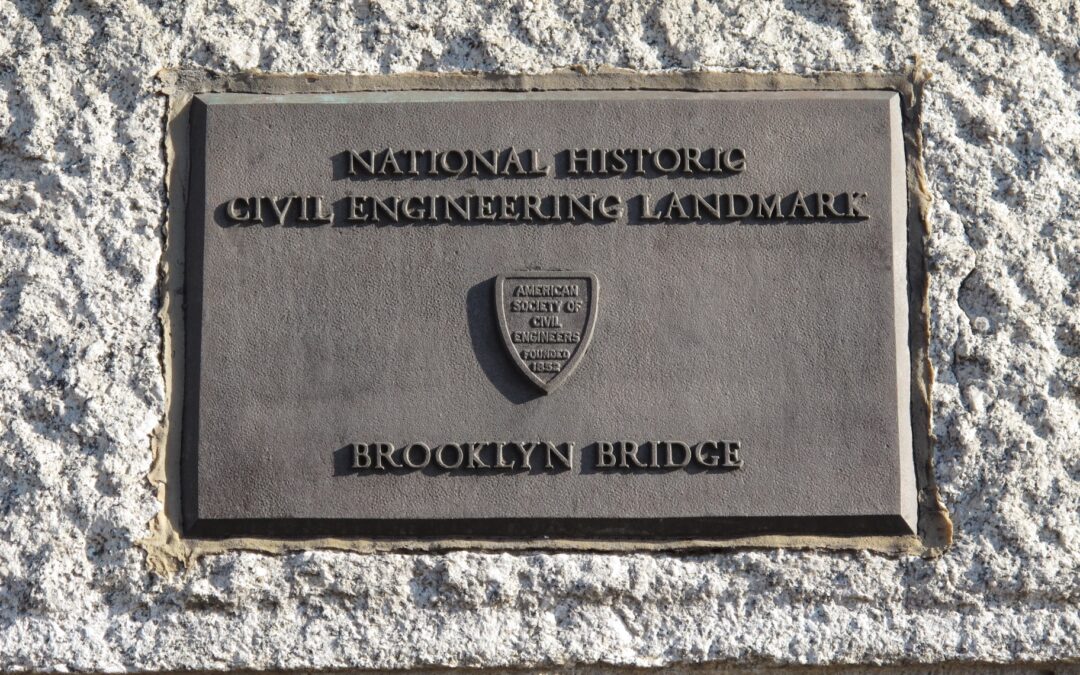 NATIONAL HISTORIC
CIVIL ENGINEERING LANDMARK
AMERICAN
SOCIETY OF
CIVIL
ENGINEERS
FOUNDED
1852
BROOKLYN BRIDGE